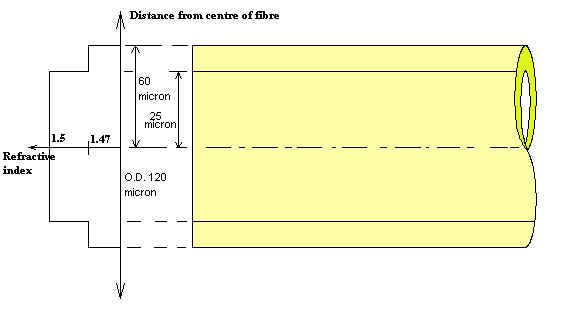 Distance from centre of fibre
60
micron
25
micron
1.5
1.47
Refractive
index
O.D. 120
micron